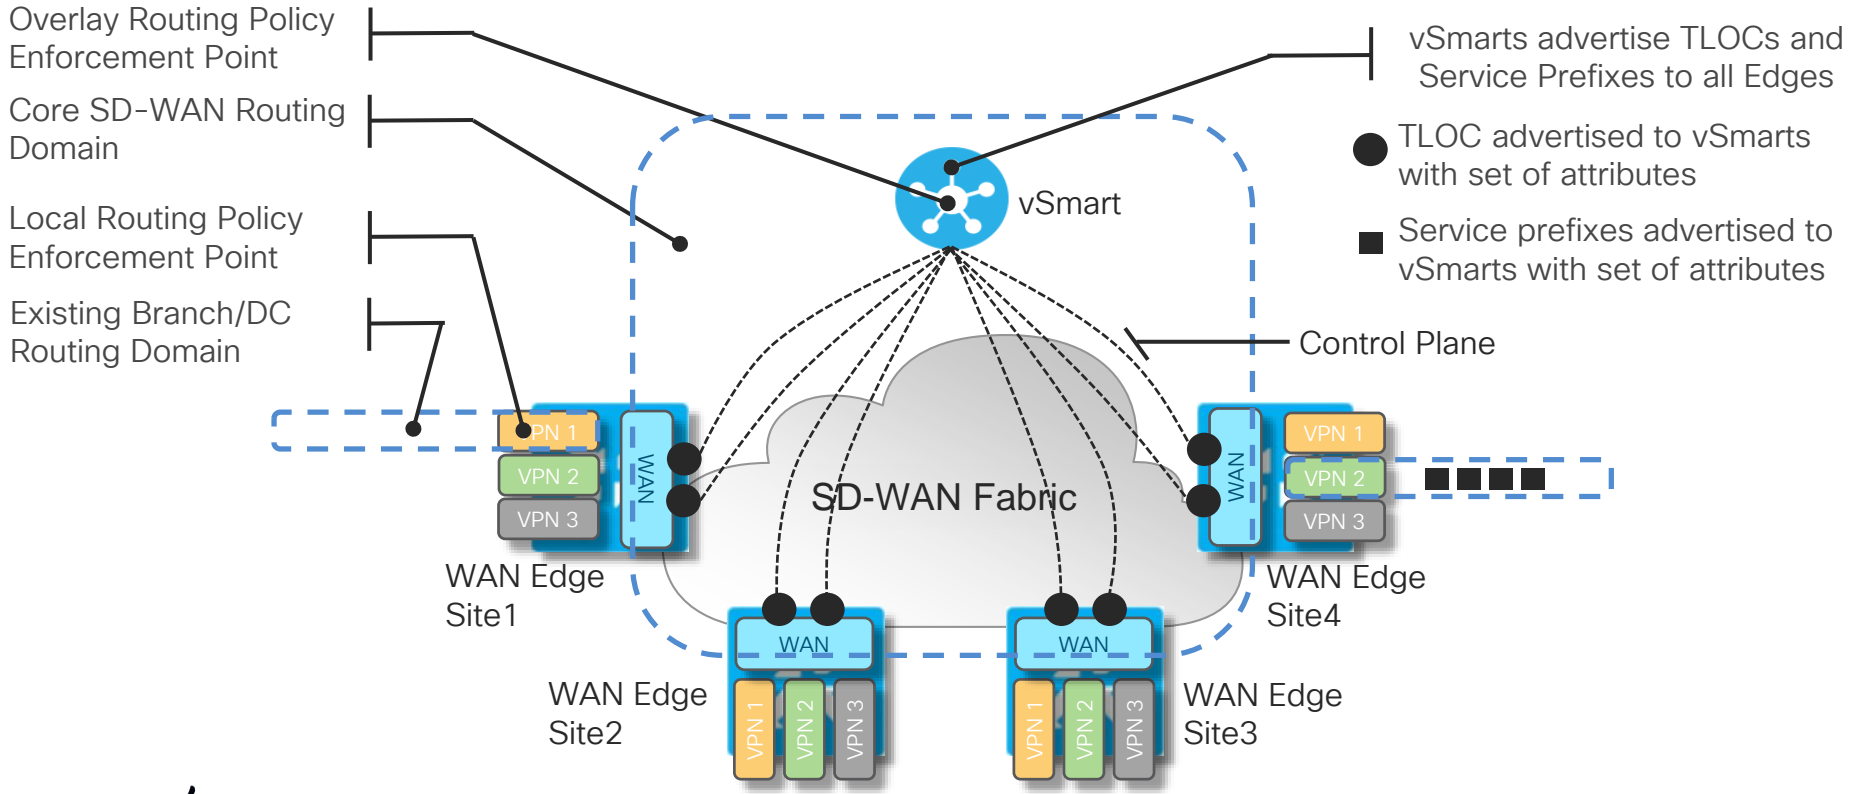 Overlay Routing Policy
Enforcement Point
Core SD-WAN Routing
Domain
Local Routing Policy
Enforcement Point
Existing Branch/DC
Routing Domain
vSmarts advertise TLOCs and
Service Prefixes to all Edges
TLOC advertised to vSmarts
with set of attributes
Service prefixes advertised to
vSmarts with set of attributes
vSmart
Control Plane
SD-WAN Fabric
VPN 1
VPN 2
VPN 3
WAN
WAN Edge
Site1
WAN
VPN 1
VPN 2
VPN 3
WAN Edge
Site2
WAN
VPN 1
VPN 2
VPN 3
WAN Edge
Site3
WAN
VPN 1
VPN 2
VPN 3
WAN Edge
Site4